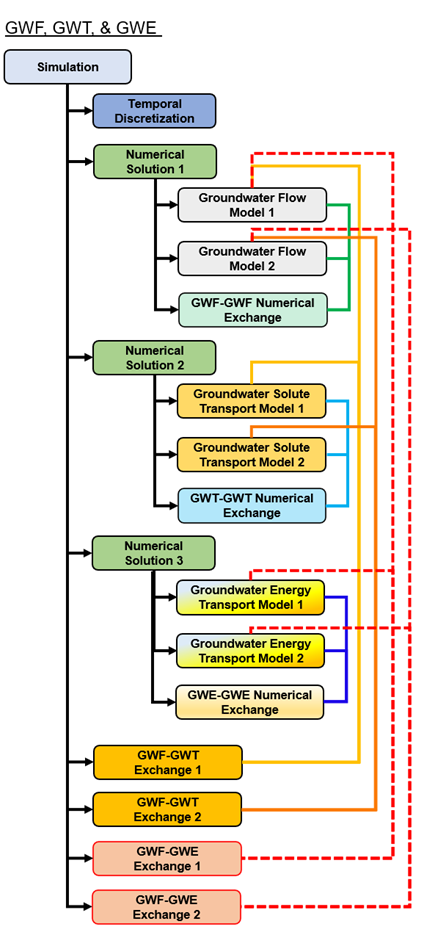 GWF, GWT, & GWE
Simulation
Temporal
Discretization
Numerical
Solution 1
Groundwater Flow
Model 1
Groundwater Flow
Model 2
GWF-GWF Numerical
Exchange
Numerical
Solution 2
Groundwater Solute
Transport Model 1
Groundwater Solute
Transport Model 2
GWT-GWT Numerical
Exchange
Numerical
Solution 3
Groundwater Energy
Transport Model 1
Groundwater Energy
Transport Model 2
GWE-GWE Numerical
Exchange
GWF-GWT
Exchange 1
GWF-GWT
Exchange 2
GWF-GWE
Exchange 1
GWF-GWE
Exchange 2